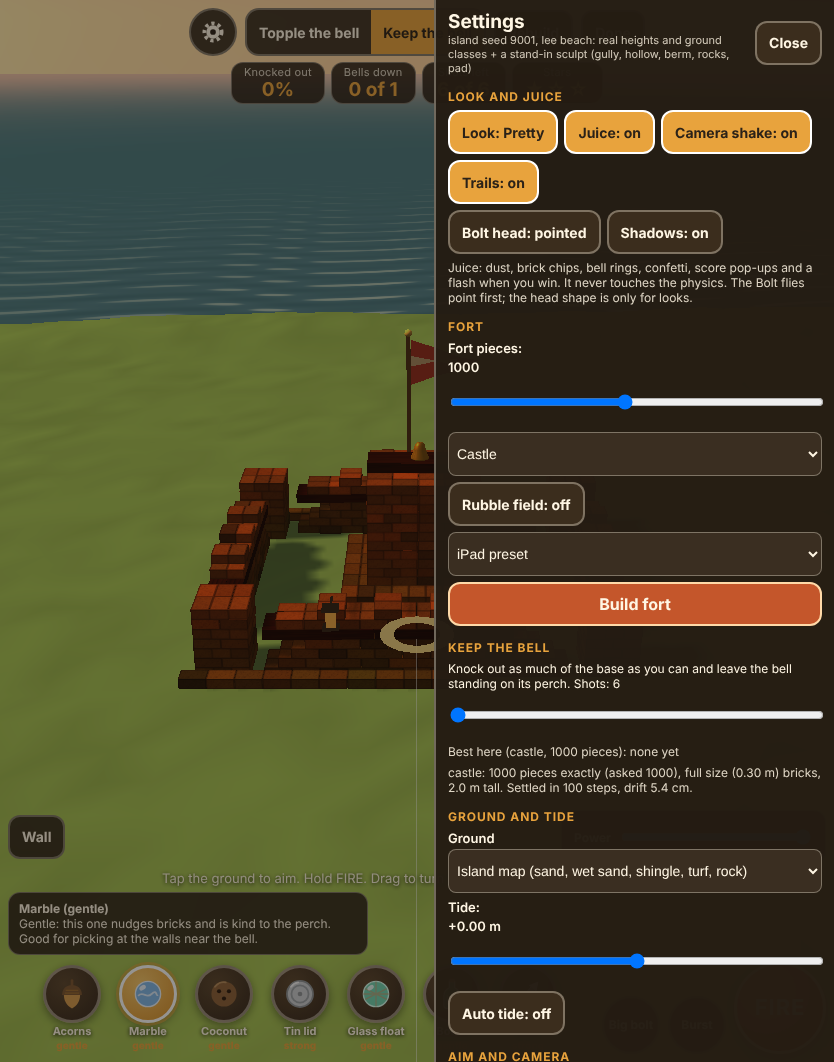 Topple the bell
Keep th
Knocked out
0%
Bells down
0 of 1
Wall
Tap the ground to aim. Hold FIRE. Drag to tur
Marble (gentle)
Gentle: this one nudges bricks and is kind to the perch.
Good for picking at the walls near the bell.
Acorns
Marble
Coconut
Tin lid
Glass float
Settings
island seed 9001, lee beach: real heights and ground
classes + a stand-in sculpt (gully, hollow, berm, rocks,
pad)
Close
LOOK AND JUICE
Look: Pretty
Juice: on
Camera shake: on
Trails: on
Bolt head: pointed
Shadows: on
Juice: dust, brick chips, bell rings, confetti, score pop-ups and a
flash when you win. It never touches the physics. The Bolt flies
point first; the head shape is only for looks.
FORT
Fort pieces:
1000
Castle
Rubble field: off
iPad preset
Build fort
KEEP THE BELL
Knock out as much of the base as you can and leave the bell
standing on its perch. Shots: 6
Best here (castle, 1000 pieces): none yet
castle: 1000 pieces exactly (asked 1000), full size (0.30 m) bricks,
2.0 m tall. Settled in 100 steps, drift 5.4 cm.
GROUND AND TIDE
Ground
Island map (sand, wet sand, shingle, turf, rock)
Tide:
+0.00 m
Auto tide: off
AIM AND CAMERA